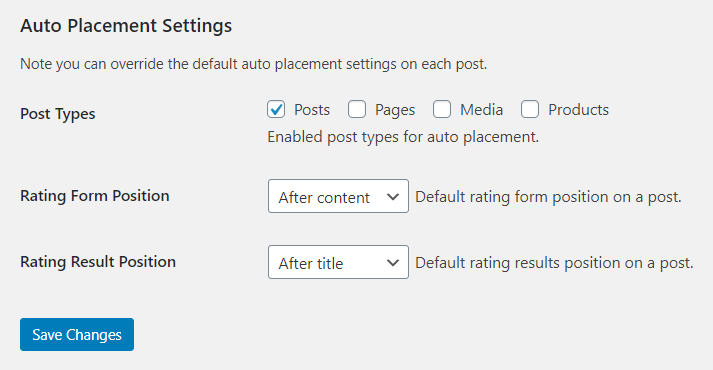 Auto Placement Settings
Note you can override the default auto placement settings on each post.
Post Types Posts Pages Media Products
Enabled post types for auto placement.
Rating Form Position After content Default rating form position on a post.
Rating Result Position After title Default rating results position on a post.
Save Changes